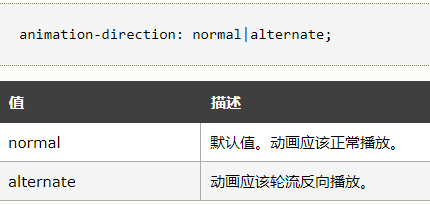 animation-direction: normal|alternate;
值 描述
normal 默认值。动画应该正常播放。
alternate 动画应该轮流反向播放。